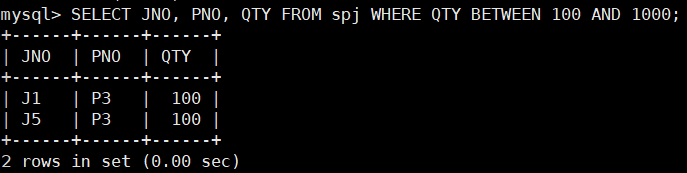 mysql> SELECT JNO, PNO, QTY FROM spj WHERE QTY BETWEEN 100 AND 1000;
+------+------+------+
| JNO  | PNO  | QTY  |
+------+------+------+
| J1   | P3   |  100 |
| J5   | P3   |  100 |
+------+------+------+
2 rows in set (0.00 sec)